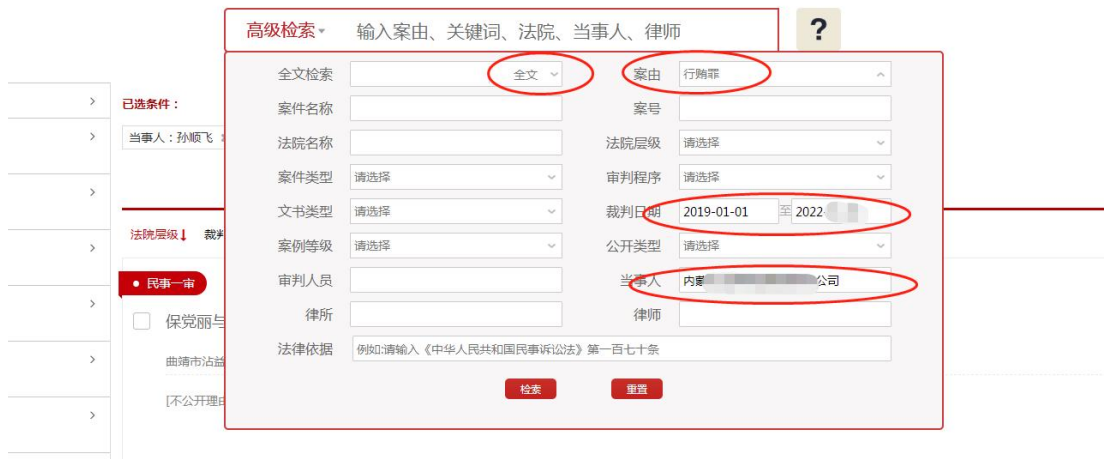 高级检索 输入案由、关键词、法院、当事人、律师 ?
全文检索 全文 案由 行贿罪
已选条件：
案件名称 案号
当事人：孙顺飞 法院名称 法院层级 请选择
案件类型 请选择 审判程序 请选择
文书类型 请选择 裁判日期 2019-01-01 至 2022-
法院层级↓ 裁判
案例等级 请选择 公开类型 请选择
民事一审 审判人员 当事人 内蒙 公司
律所 律师
保党丽与
法律依据 例如:请输入《中华人民共和国民事诉讼法》第一百七十条
曲靖市沾益
检索 重置
[不公开理由